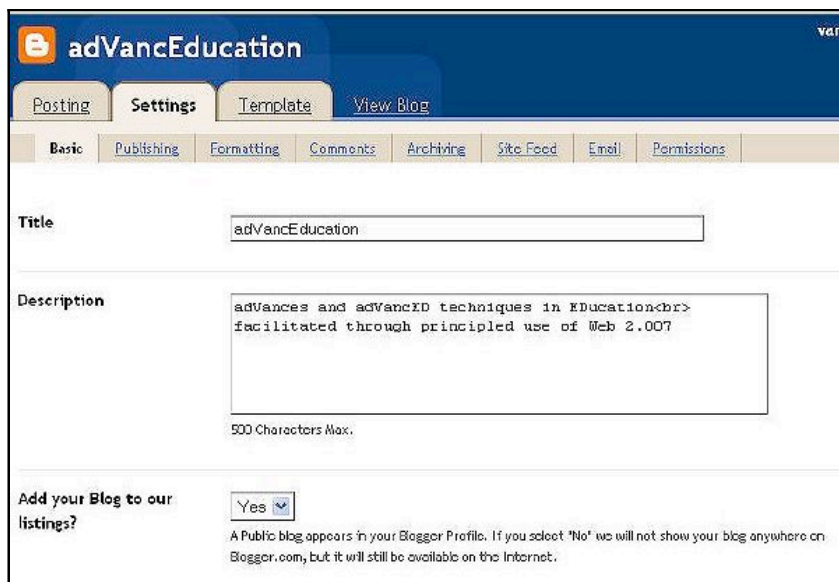 adVancEducation
var
Posting Settings Template View Blog
Basic Publishing Formatting Comments Archiving Site Feed Email Permissions
Title
adVancEducation
Description
adVances and adVancED techniques in EDucation<br>
facilitated through principled use of Web 2.007
500 Characters Max.
Add your Blog to our
listings?
Yes
A Public blog appears in your Blogger Profile. If you select "No" we will not show your blog anywhere on
Blogger.com, but it will still be available on the Internet.